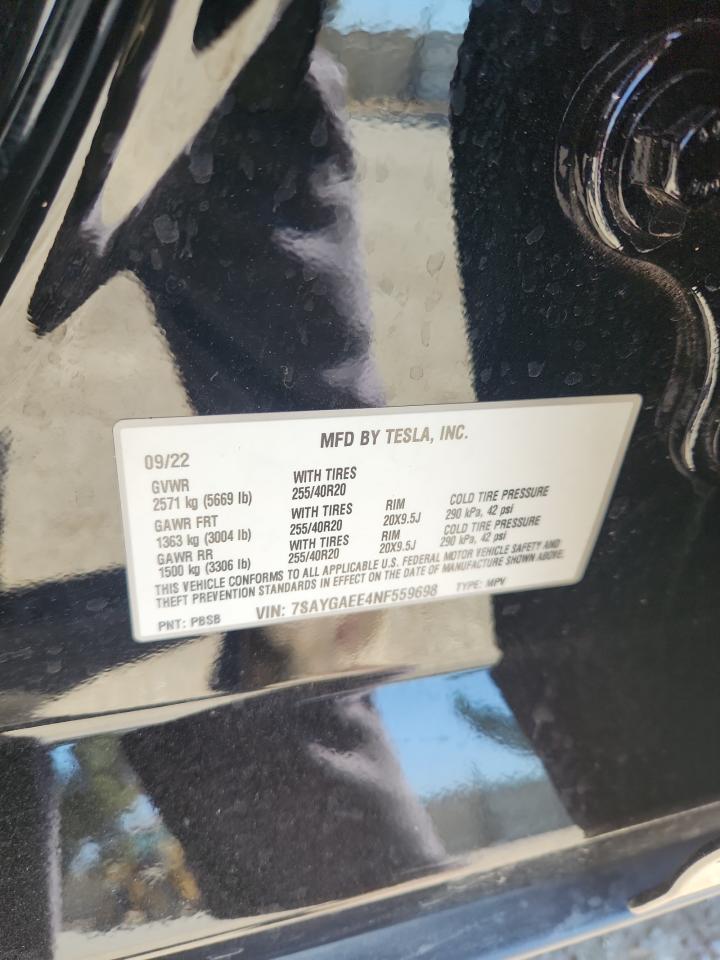 MFD BY TESLA, INC.
09/22
GVWR WITH TIRES
2571 kg (5669 lb) 255/40R20
GAWR FRT WITH TIRES RIM COLD TIRE PRESSURE
1363 kg (3004 lb) 255/40R20 20X9.5J 290 kPa, 42 psi
GAWR RR WITH TIRES RIM COLD TIRE PRESSURE
1500 kg (3306 lb) 255/40R20 20X9.5J 290 kPa, 42 psi
THIS VEHICLE CONFORMS TO ALL APPLICABLE U.S. FEDERAL MOTOR VEHICLE SAFETY AND
THEFT PREVENTION STANDARDS IN EFFECT ON THE DATE OF MANUFACTURE SHOWN ABOVE.
PNT: PBSB VIN: 7SAYGAEE4NF559698 TYPE: MPV